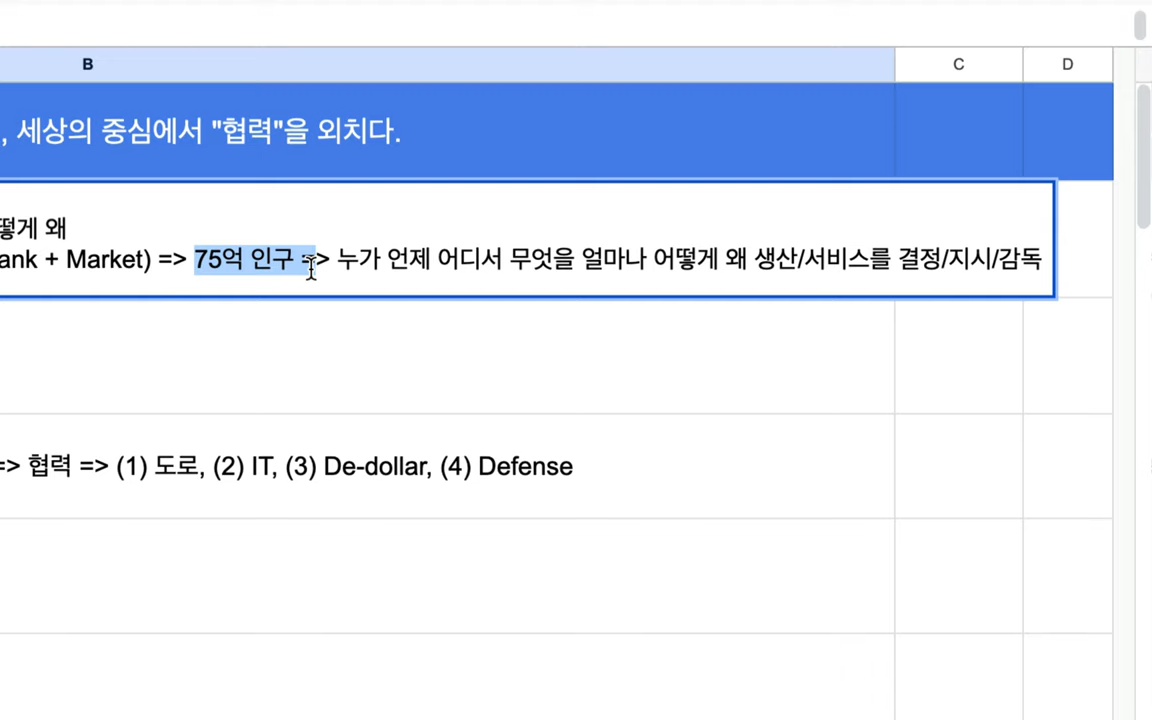 B C D
, 세상의 중심에서 "협력"을 외치다.
떻게 왜
ank + Market) => 75억 인구 => 누가 언제 어디서 무엇을 얼마나 어떻게 왜 생산/서비스를 결정/지시/감독
=> 협력 => (1) 도로, (2) IT, (3) De-dollar, (4) Defense